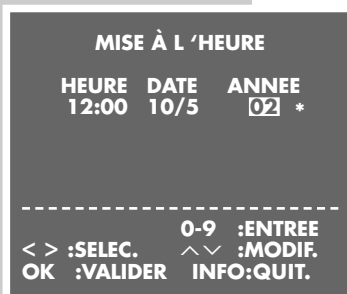 MISE À L ‘HEURE
HEURE DATE ANNEE
12:00 10/5 02 *
0-9 :ENTREE
< > :SELEC. ∧∨ :MODIF.
OK :VALIDER INFO:QUIT.